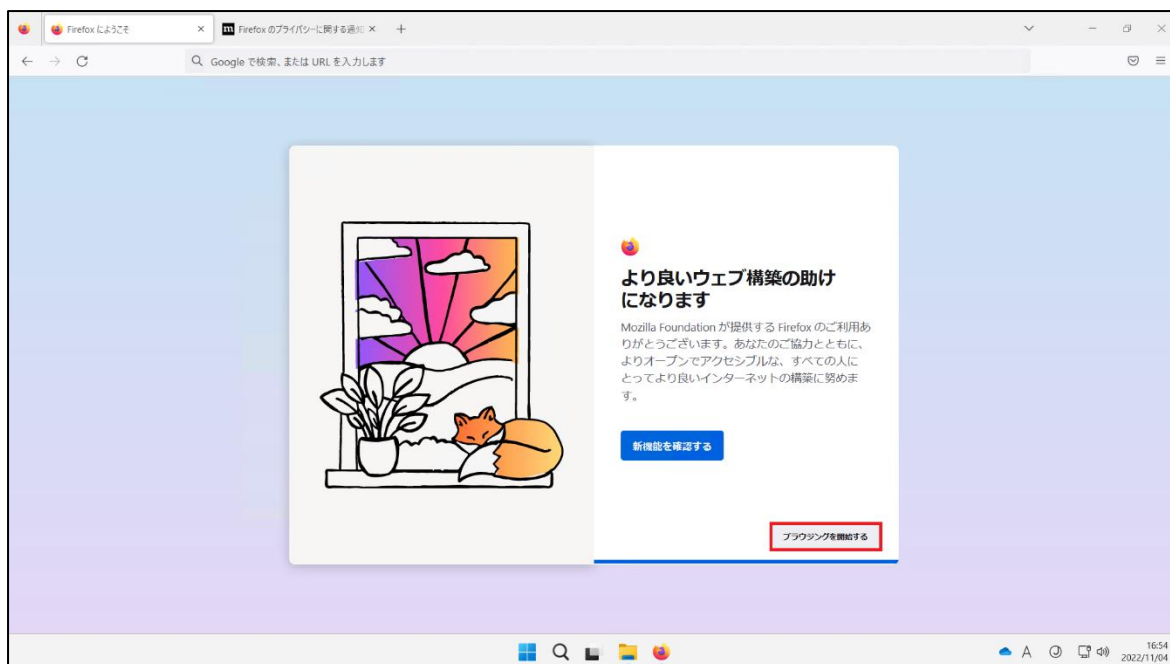 Firefox にようこそ
Firefox のプライバシーに関する通知
Google で検索、または URL を入力します
より良いウェブ構築の助け
になります
Mozilla Foundation が提供する Firefox のご利用あ
りがとうございます。あなたのご協力とともに、
よりオープンでアクセシブルな、すべての人に
とってより良いインターネットの構築に努めま
す。
新機能を確認する
ブラウジングを開始する
A
16:54
2022/11/04